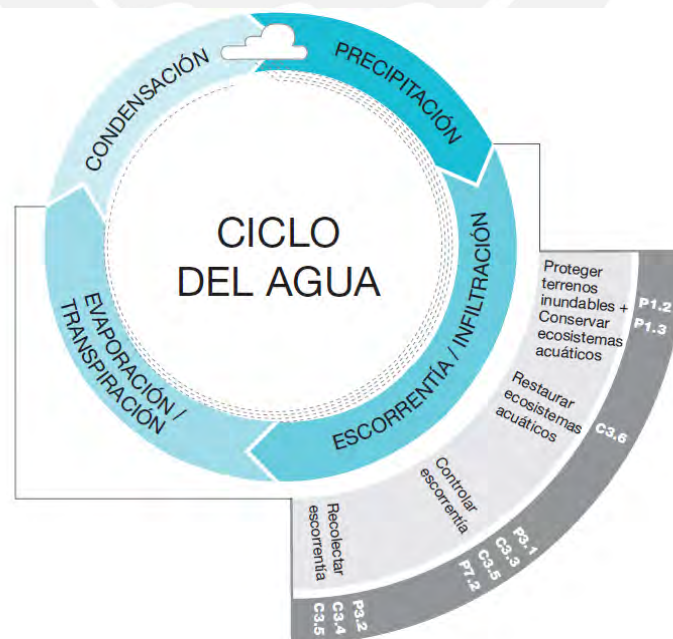 CONDENSACIÓN
PRECIPITACIÓN
CICLO
DEL AGUA
EVAPORACIÓN /
TRANSPIRACIÓN
ESCORRENTÍA / INFILTRACIÓN
Proteger
terrenos
inundables +
Conservar
ecosistemas
acuáticos
P1.2
P1.3
Restaurar
ecosistemas
acuáticos
C3.6
Controlar
escorrentía
P3.1
C3.3
C3.5
P7.2
Recolectar
escorrentía
P3.2
C3.4
C3.5